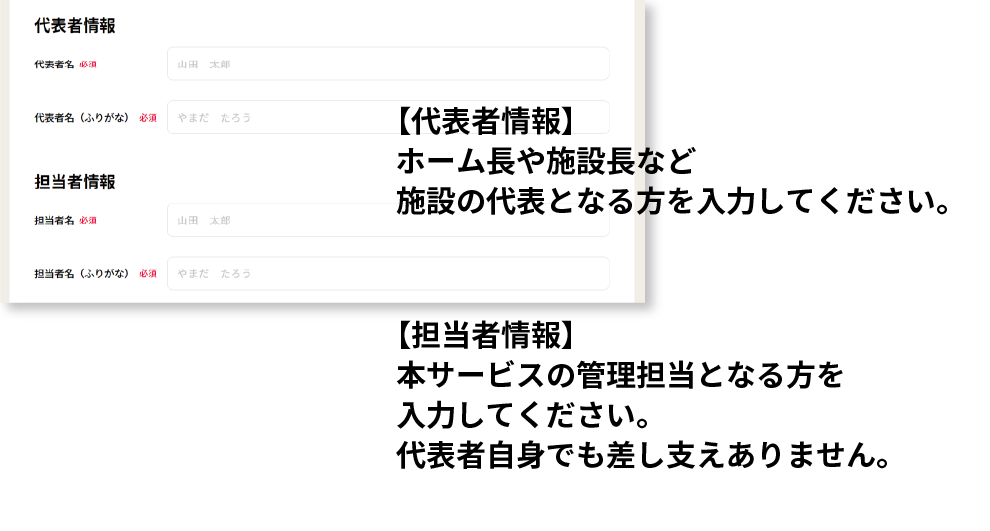 代表者情報
代表者名 必須
山田　太郎
代表者名（ふりがな） 必須
やまだ　たろう
担当者情報
担当者名 必須
山田　太郎
担当者名（ふりがな） 必須
やまだ　たろう
【代表者情報】
ホーム長や施設長など
施設の代表となる方を入力してください。
【担当者情報】
本サービスの管理担当となる方を
入力してください。
代表者自身でも差し支えありません。